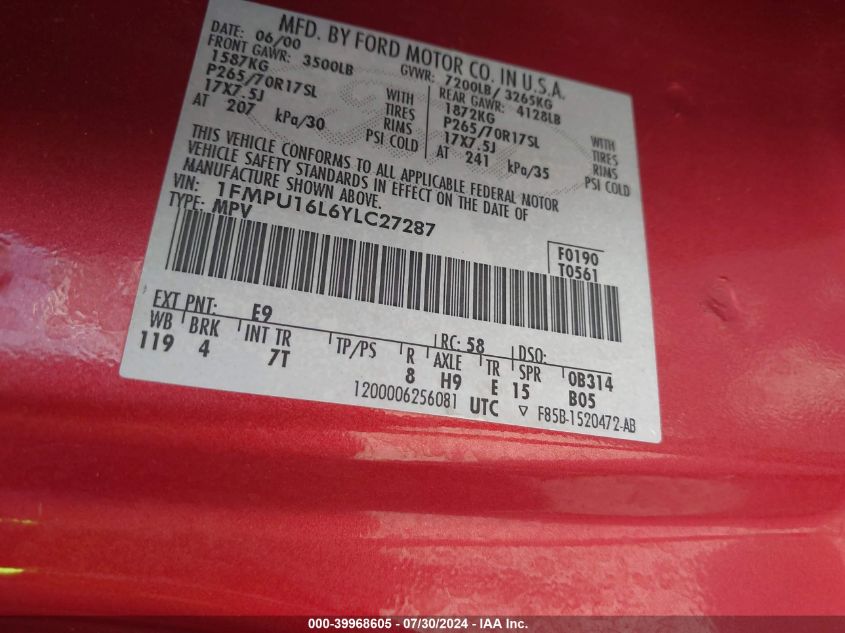 MFD. BY FORD MOTOR CO. IN U.S.A.
DATE: 06/00 GVWR: 7200LB/ 3265KG
FRONT GAWR: 3500LB REAR GAWR: 4128LB
1587KG WITH 1872KG WITH
P265/70R17SL TIRES P265/70R17SL TIRES
17X7.5J RIMS 17X7.5J RIMS
AT 207 kPa/30 PSI COLD AT 241 kPa/35 PSI COLD
THIS VEHICLE CONFORMS TO ALL APPLICABLE FEDERAL MOTOR
VEHICLE SAFETY STANDARDS IN EFFECT ON THE DATE OF
MANUFACTURE SHOWN ABOVE.
VIN: 1FMPU16L6YLC27287
TYPE: MPV
F0190
T0561
EXT PNT: E9 RC: 58 DSO:
WB BRK INT TR TP/PS R AXLE TR SPR 0B314
119 4 7T 8 H9 E 15 B05
1200006256081 UTC ▽ F85B-1520472-AB
000-39968605 / 07/30/2024 - IAA Inc.